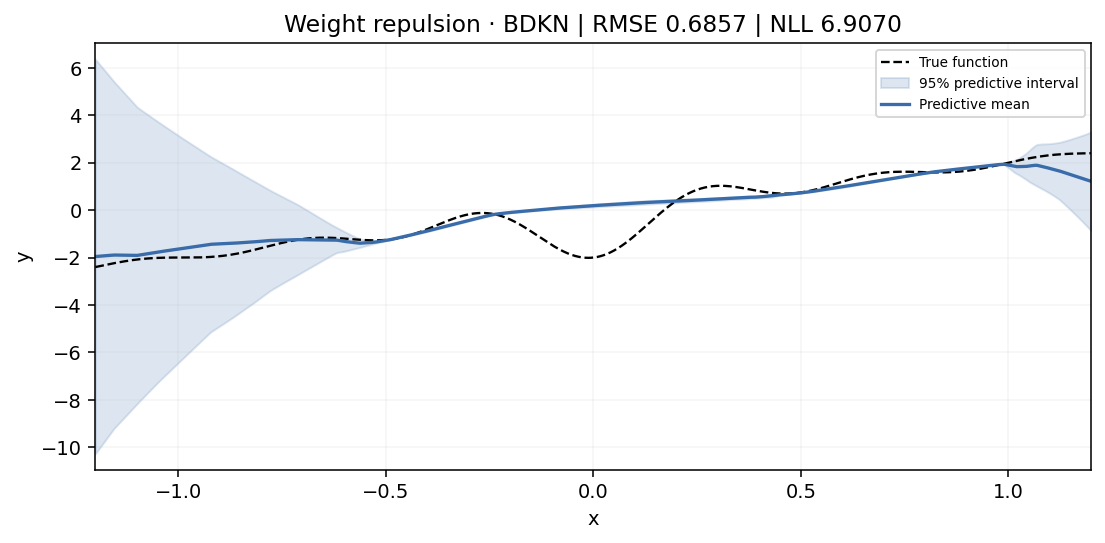 Weight repulsion · BDKN | RMSE 0.6857 | NLL 6.9070
True function
95% predictive interval
Predictive mean
6
4
2
0
−2
−4
−6
−8
−10
y
−1.0 −0.5 0.0 0.5 1.0
x